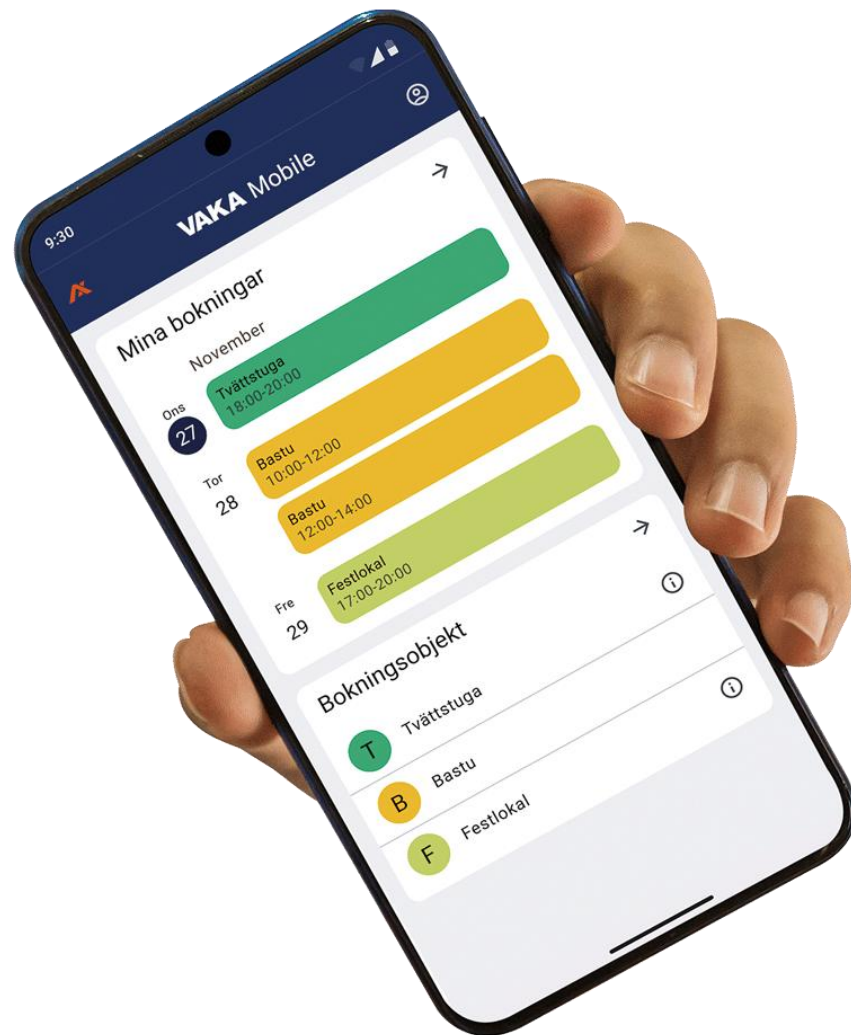 9:30
VAKA Mobile
Mina bokningar
November
Ons
27
Tvättstuga
18:00-20:00
Tor
28
Bastu
10:00-12:00
Bastu
12:00-14:00
Fre
29
Festlokal
17:00-20:00
Bokningsobjekt
T Tvättstuga
B Bastu
F Festlokal